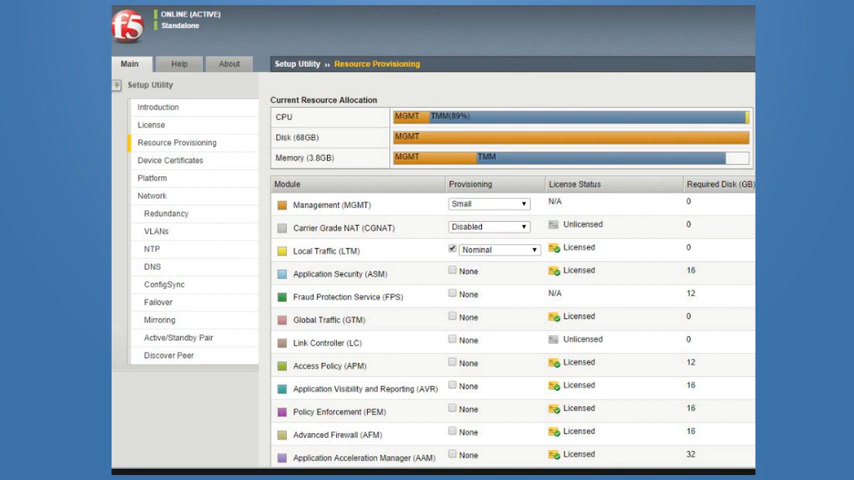 f5
ONLINE (ACTIVE)
Standalone
Main Help About
Setup Utility ›› Resource Provisioning
Setup Utility
Introduction
License
Resource Provisioning
Device Certificates
Platform
Network
Redundancy
VLANs
NTP
DNS
ConfigSync
Failover
Mirroring
Active/Standby Pair
Discover Peer
Current Resource Allocation
CPU MGMT TMM(89%)
Disk (68GB) MGMT
Memory (3.8GB) MGMT TMM
Module Provisioning License Status Required Disk (GB
Management (MGMT) Small N/A 0
Carrier Grade NAT (CGNAT) Disabled Unlicensed 0
Local Traffic (LTM) Nominal Licensed 0
Application Security (ASM) None Licensed 16
Fraud Protection Service (FPS) None N/A 12
Global Traffic (GTM) None Licensed 0
Link Controller (LC) None Unlicensed 0
Access Policy (APM) None Licensed 12
Application Visibility and Reporting (AVR) None Licensed 16
Policy Enforcement (PEM) None Licensed 16
Advanced Firewall (AFM) None Licensed 16
Application Acceleration Manager (AAM) None Licensed 32